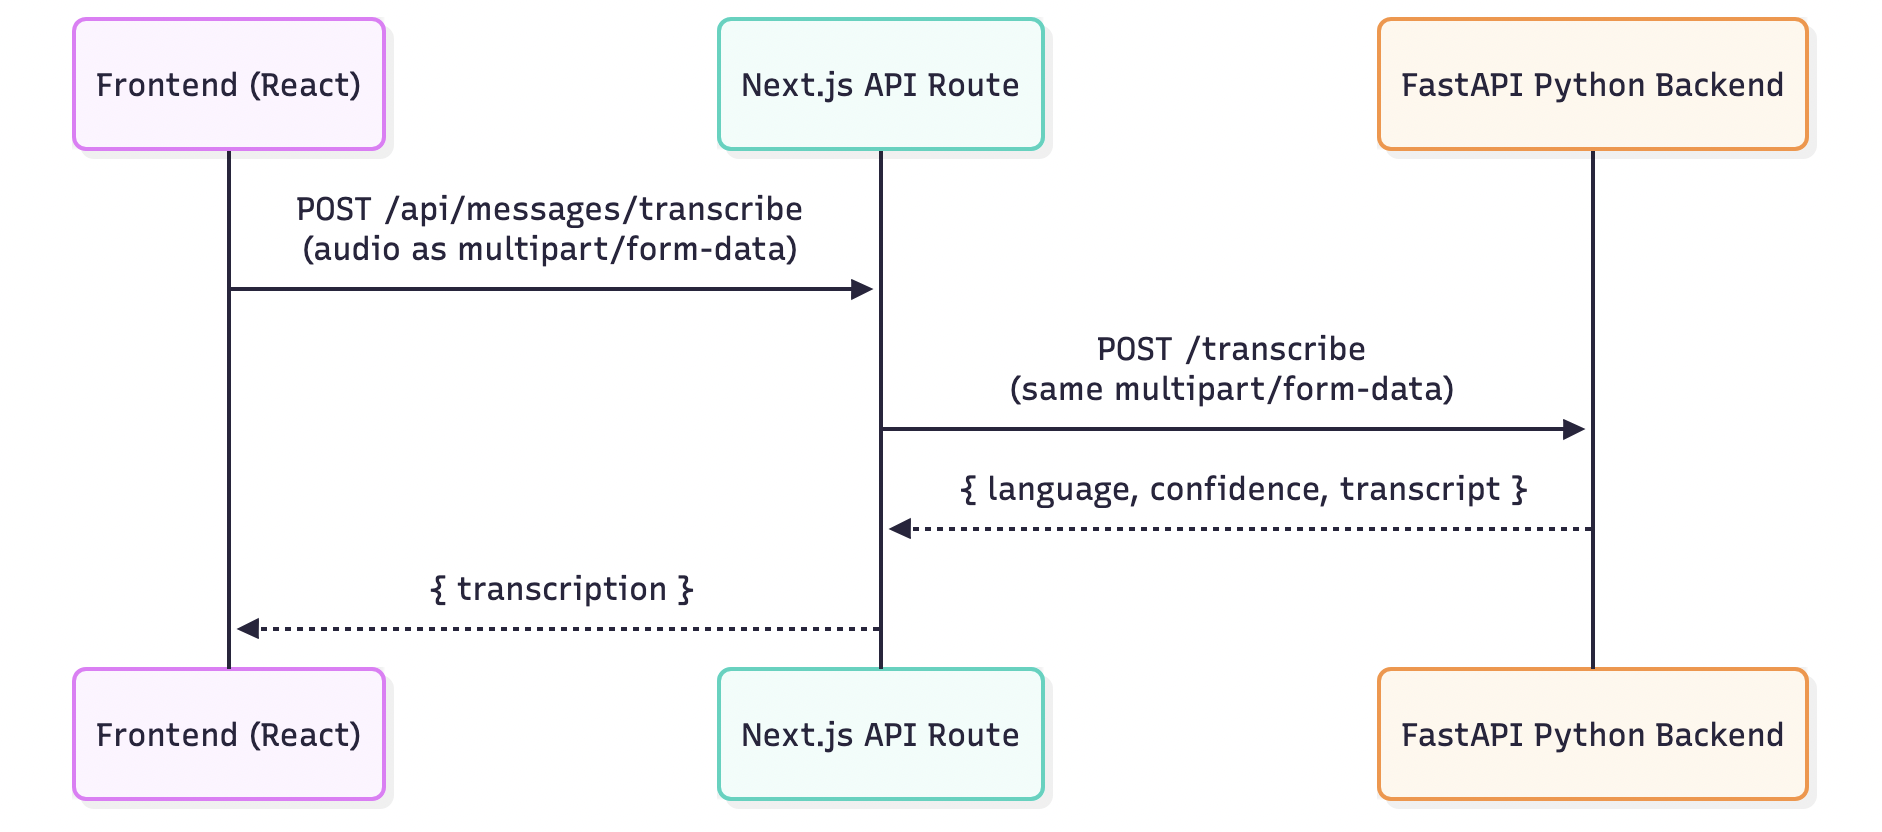 Frontend (React)
Next.js API Route
FastAPI Python Backend
POST /api/messages/transcribe
(audio as multipart/form-data)
POST /transcribe
(same multipart/form-data)
{ language, confidence, transcript }
{ transcription }
Frontend (React)
Next.js API Route
FastAPI Python Backend